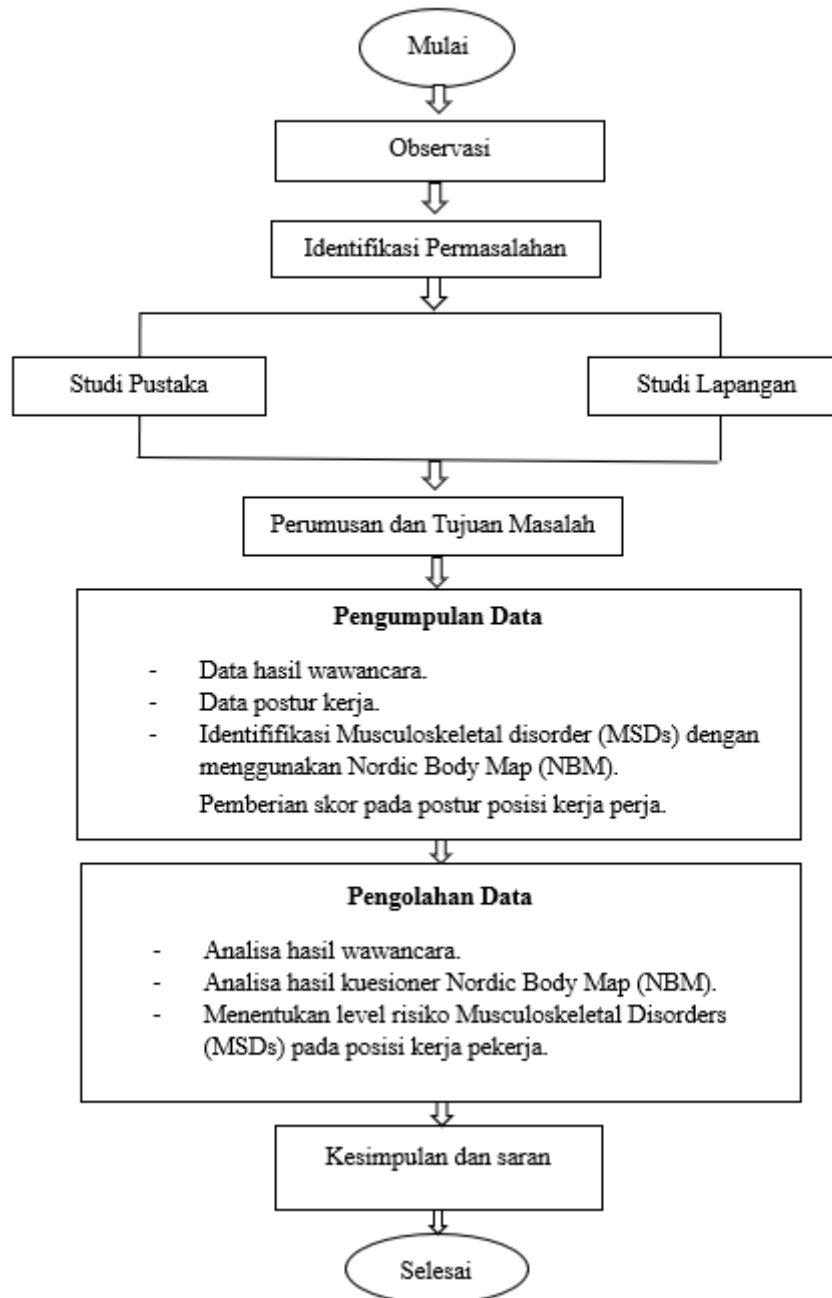 Mulai
Observasi
Identifikasi Permasalahan
Studi Pustaka
Studi Lapangan
Perumusan dan Tujuan Masalah
Pengumpulan Data
- Data hasil wawancara.
- Data postur kerja.
- Identififikasi Musculoskeletal disorder (MSDs) dengan
menggunakan Nordic Body Map (NBM).
Pemberian skor pada postur posisi kerja perja.
Pengolahan Data
- Analisa hasil wawancara.
- Analisa hasil kuesioner Nordic Body Map (NBM).
- Menentukan level risiko Musculoskeletal Disorders
(MSDs) pada posisi kerja pekerja.
Kesimpulan dan saran
Selesai